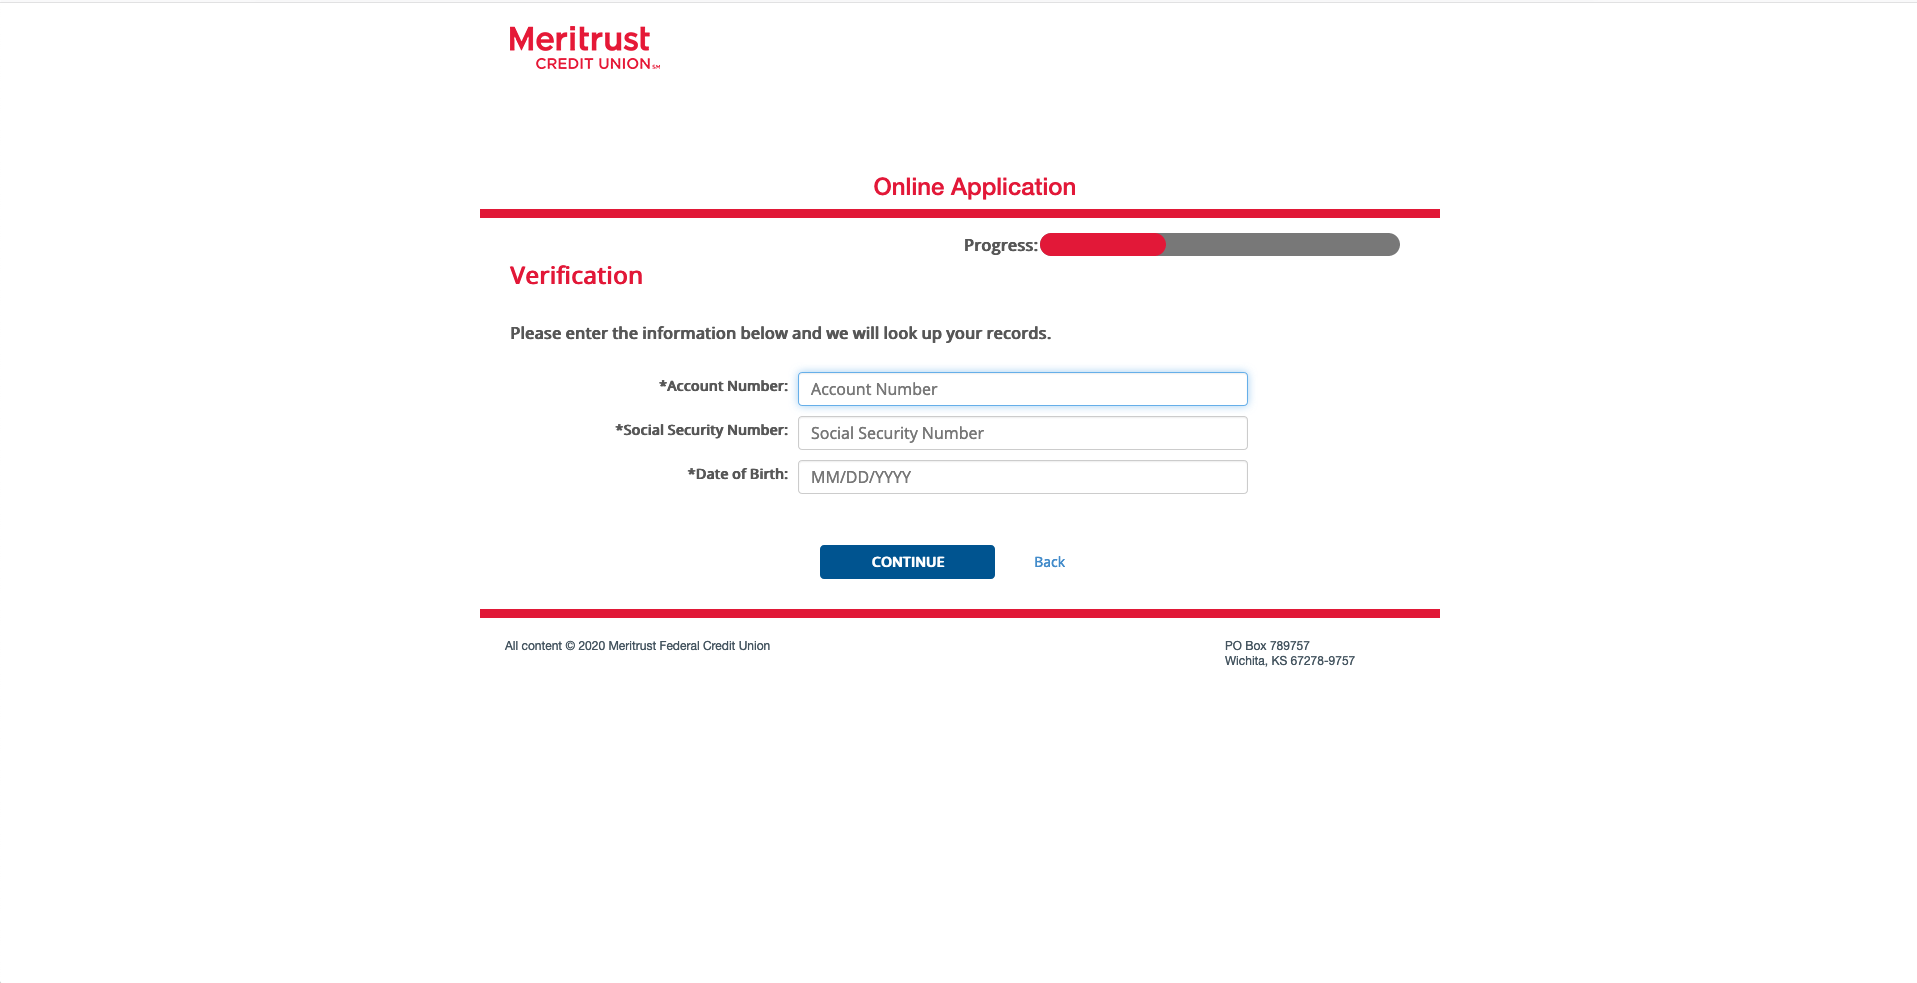 Meritrust
CREDIT UNION SM
Online Application
Progress:
Verification
Please enter the information below and we will look up your records.
*Account Number: Account Number
*Social Security Number: Social Security Number
*Date of Birth: MM/DD/YYYY
CONTINUE Back
All content © 2020 Meritrust Federal Credit Union
PO Box 789757
Wichita, KS 67278-9757